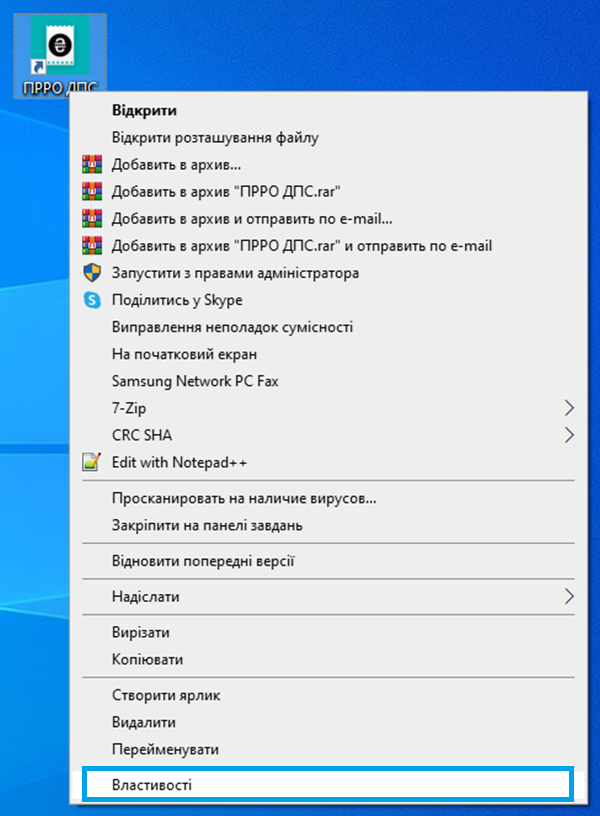 ПРРО ДПС
Відкрити
Відкрити розташування файлу
Добавить в архив...
Добавить в архив "ПРРО ДПС.rar"
Добавить в архив и отправить по e-mail...
Добавить в архив "ПРРО ДПС.rar" и отправить по e-mail
Запустити з правами адміністратора
Поділитись у Skype
Виправлення неполадок сумісності
На початковий екран
Samsung Network PC Fax
7-Zip
CRC SHA
Edit with Notepad++
Просканировать на наличие вирусов...
Закріпити на панелі завдань
Відновити попередні версії
Надіслати
Вирізати
Копіювати
Створити ярлик
Видалити
Перейменувати
Властивості